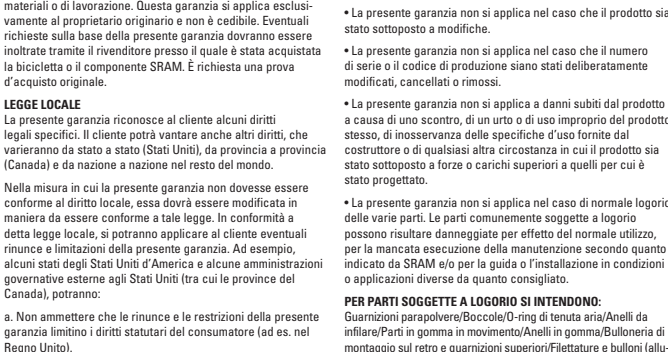 materiali o di lavorazione. Questa garanzia si applica esclusi-
vamente al proprietario originario e non è cedibile. Eventuali
richieste sulla base della presente garanzia dovranno essere
inoltrate tramite il rivenditore presso il quale è stata acquistata
la bicicletta o il componente SRAM. È richiesta una prova
d'acquisto originale.
LEGGE LOCALE
La presente garanzia riconosce al cliente alcuni diritti
legali specifici. Il cliente potrà vantare anche altri diritti, che
varieranno da stato a stato (Stati Uniti), da provincia a provincia
(Canada) e da nazione a nazione nel resto del mondo.
Nella misura in cui la presente garanzia non dovesse essere
conforme al diritto locale, essa dovrà essere modificata in
maniera da essere conforme a tale legge. In conformità a
detta legge locale, si potranno applicare al cliente eventuali
rinunce e limitazioni della presente garanzia. Ad esempio,
alcuni stati degli Stati Uniti d'America e alcune amministrazioni
governative esterne agli Stati Uniti (tra cui le province del
Canada), potranno:
a. Non ammettere che le rinunce e le restrizioni della presente
garanzia limitino i diritti statutari del consumatore (ad es. nel
Regno Unito).
• La presente garanzia non si applica nel caso che il prodotto sia
stato sottoposto a modifiche.
• La presente garanzia non si applica nel caso che il numero
di serie o il codice di produzione siano stati deliberatamente
modificati, cancellati o rimossi.
• La presente garanzia non si applica a danni subiti dal prodotto
a causa di uno scontro, di un urto o di uso improprio del prodotto
stesso, di inosservanza delle specifiche d'uso fornite dal
costruttore o di qualsiasi altra circostanza in cui il prodotto sia
stato sottoposto a forze o carichi superiori a quelli per cui è
stato progettato.
• La presente garanzia non si applica nel caso di normale logorio
delle varie parti. Le parti comunemente soggette a logorio
possono risultare danneggiate per effetto del normale utilizzo,
per la mancata esecuzione della manutenzione secondo quanto
indicato da SRAM e/o per la guida o l'installazione in condizioni
o applicazioni diverse da quanto consigliato.
PER PARTI SOGGETTE A LOGORIO SI INTENDONO:
Guarnizioni parapolvere/Boccole/O-ring di tenuta aria/Anelli da
infilare/Parti in gomma in movimento/Anelli in gomma/Bulloneria di
montaggio sul retro e guarnizioni superiori/Filettature e bulloni (allu-